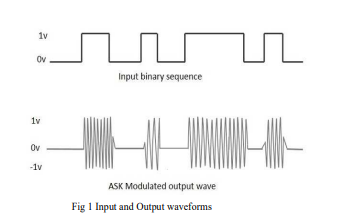 1v
0v
Input binary sequence
1v
0v
-1v
ASK Modulated output wave
Fig 1 Input and Output waveforms